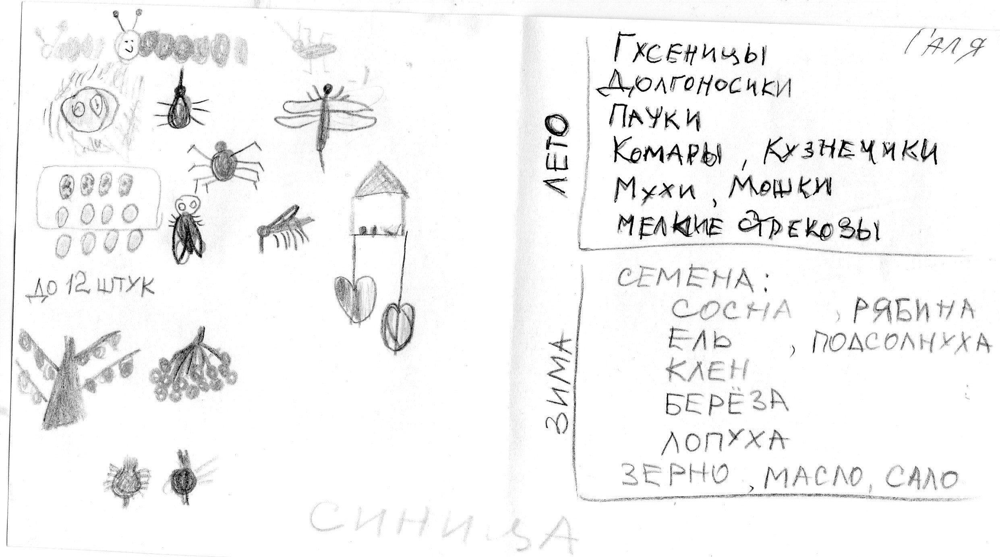 Галя
ЛЕТО
Гусеницы
Долгоносики
Пауки
Комары, Кузнечики
Мухи, Мошки
мелкие стрекозы
до 12 штук
ЗИМА
СЕМЕНА:
СОСНА, РЯБИНА
ЕЛЬ, ПОДСОЛНУХА
КЛЕН
БЕРЁЗА
ЛОПУХА
ЗЕРНО, МАСЛО, САЛО
СИНИЦА